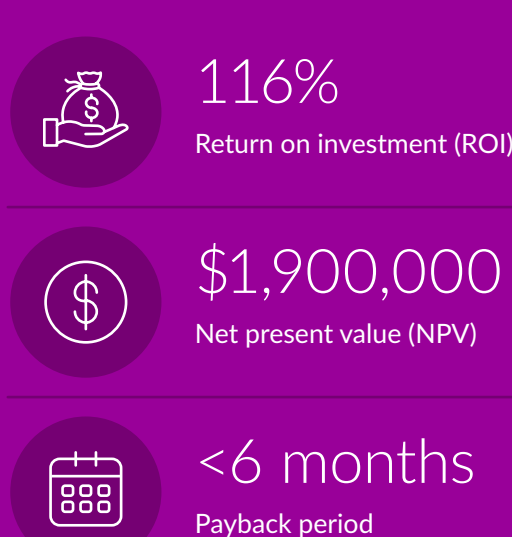 116%
Return on investment (ROI)
$1,900,000
Net present value (NPV)
<6 months
Payback period